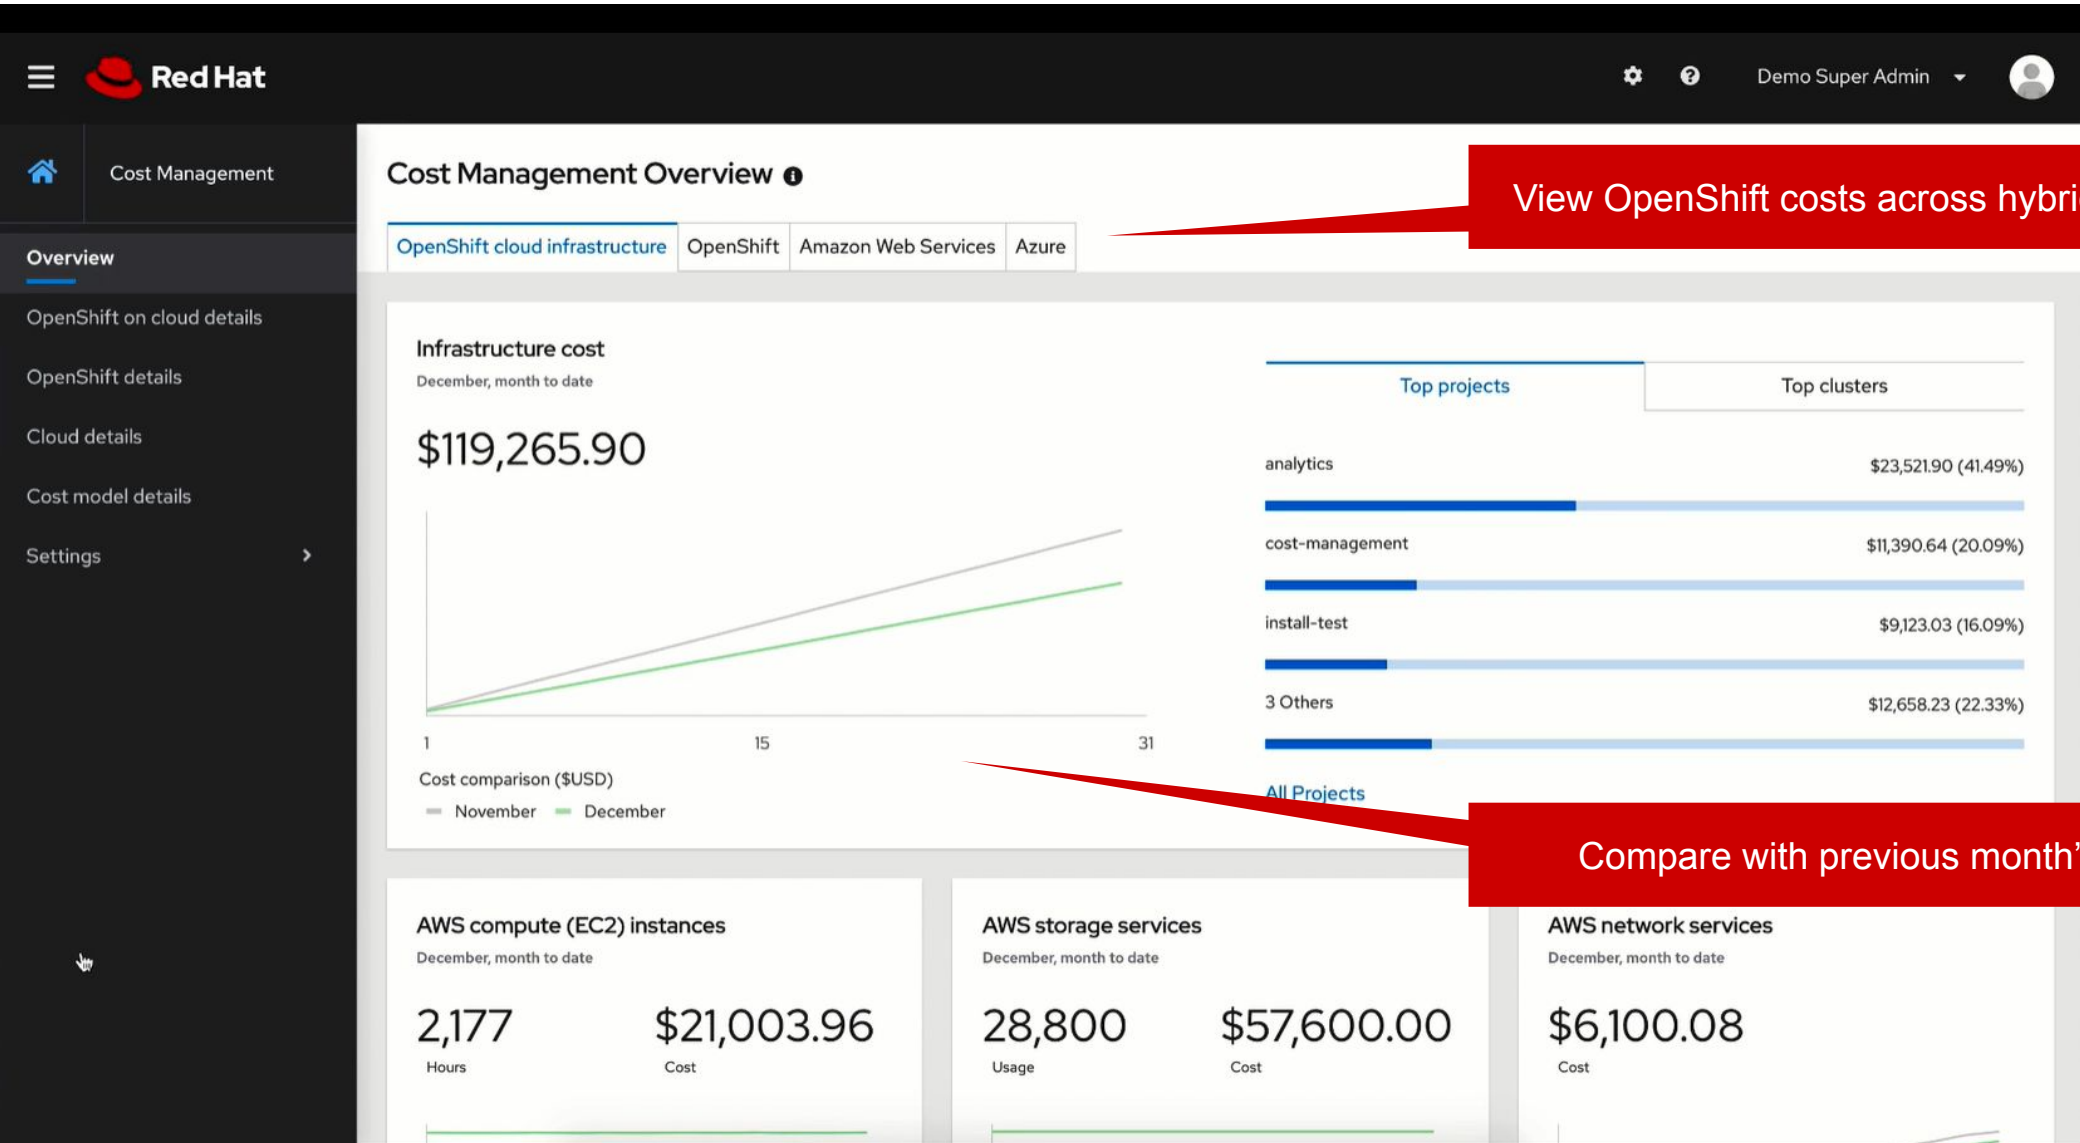 Red Hat
Demo Super Admin
Cost Management
Overview
OpenShift on cloud details
OpenShift details
Cloud details
Cost model details
Settings
Cost Management Overview
View OpenShift costs across
OpenShift cloud infrastructure
OpenShift
Amazon Web Services
Azure
Infrastructure cost
December, month to date
$119,265.90
1
15
31
Cost comparison ($USD)
November
December
Top projects
Top clusters
analytics
$23,521.90 (41.49%)
cost-management
$11,390.64 (20.09%)
install-test
$9,123.03 (16.09%)
3 Others
$12,658.23 (22.33%)
All Projects
Compare with previous month'
AWS compute (EC2) instances
December, month to date
2,177
$21,003.96
Hours
Cost
AWS storage services
December, month to date
28,800
$57,600.00
Usage
Cost
AWS network services
December, month to date
$6,100.08
Cost